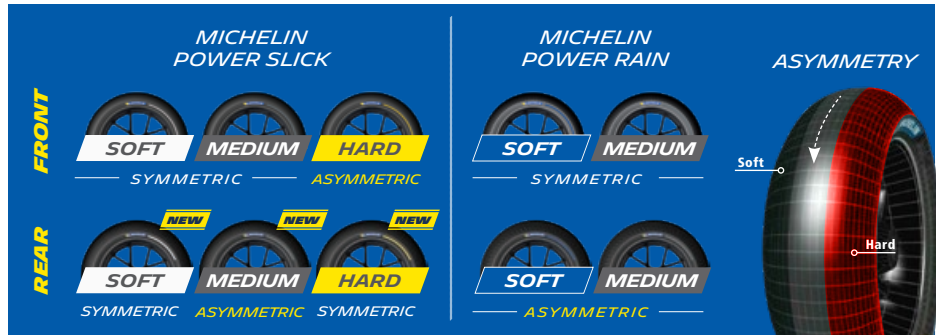 MICHELIN
POWER SLICK
MICHELIN
POWER RAIN
ASYMMETRY
FRONT
SOFT MEDIUM HARD
SYMMETRIC ASYMMETRIC
SOFT MEDIUM
SYMMETRIC
REAR
NEW NEW NEW
SOFT MEDIUM HARD
SYMMETRIC ASYMMETRIC SYMMETRIC
SOFT MEDIUM
ASYMMETRIC
Soft
Hard